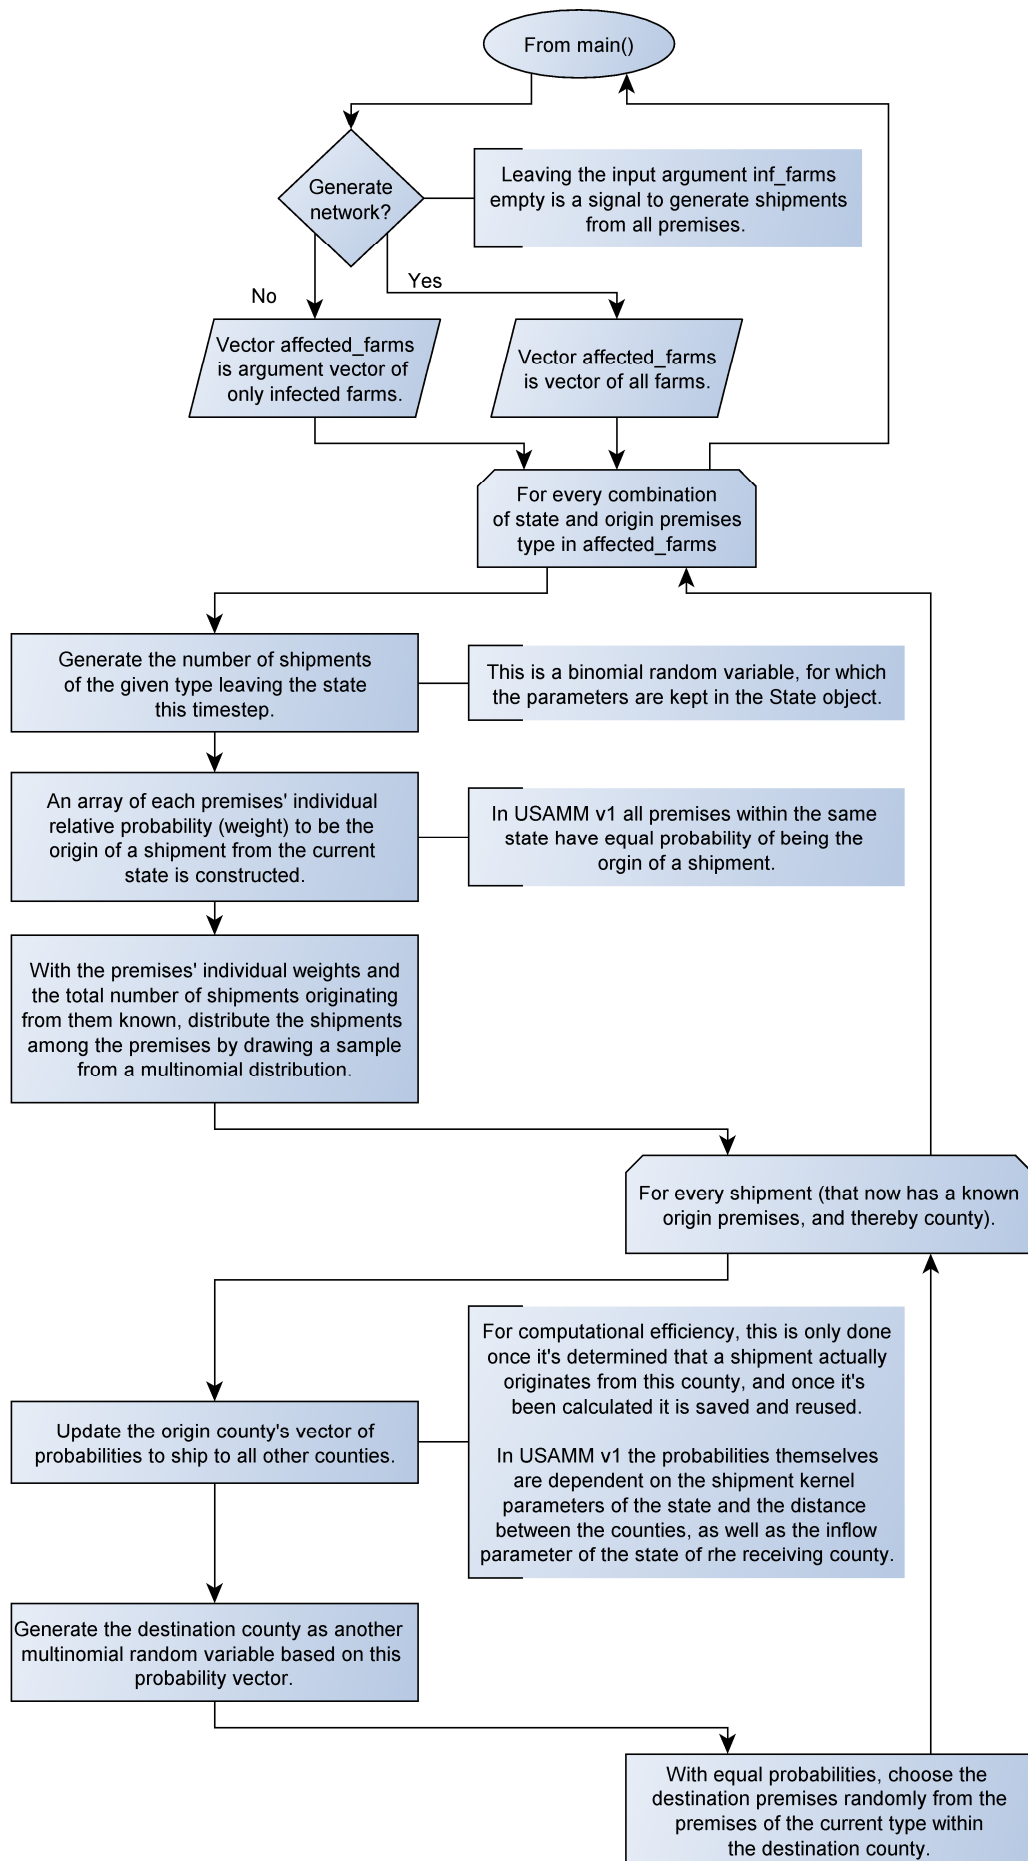 From main()
Generate
network?
Leaving the input argument inf_farms
empty is a signal to generate shipments
from all premises.
No
Yes
Vector affected_farms
is argument vector of
only infected farms.
Vector affected_farms
is vector of all farms.
For every combination
of state and origin premises
type in affected_farms
Generate the number of shipments
of the given type leaving the state
this timestep.
This is a binomial random variable, for which
the parameters are kept in the State object.
An array of each premises' individual
relative probability (weight) to be the
origin of a shipment from the current
state is constructed.
In USAMM v1 all premises within the same
state have equal probability of being the
orgin of a shipment.
With the premises' individual weights and
the total number of shipments originating
from them known, distribute the shipments
among the premises by drawing a sample
from a multinomial distribution.
For every shipment (that now has a known
origin premises, and thereby county).
For computational efficiency, this is only done
once it's determined that a shipment actually
originates from this county, and once it's
been calculated it is saved and reused.
In USAMM v1 the probabilities themselves
are dependent on the shipment kernel
parameters of the state and the distance
between the counties, as well as the inflow
parameter of the state of rhe receiving county.
Update the origin county's vector of
probabilities to ship to all other counties.
Generate the destination county as another
multinomial random variable based on this
probability vector.
With equal probabilities, choose the
destination premises randomly from the
premises of the current type within
the destination county.